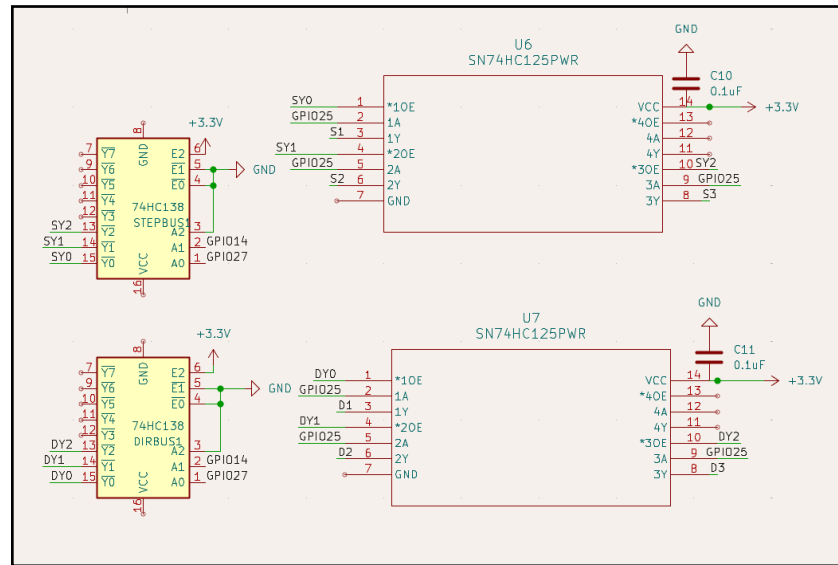 U6
SN74HC125PWR
GND
C10
0.1uF
+3.3V
SY0 1 *1OE
GPIO25 2 1A
S1 3 1Y
SY1 4 *2OE
GPIO25 5 2A
S2 6 2Y
7 GND
VCC 14
*4OE 13
4A 12
4Y 11
*3OE 10 SY2
3A 9 GPIO25
3Y 8 S3
+3.3V
8
GND
7 Y7 E2 6
9 Y6 E1 5 GND
10 Y5 E0 4
11 Y4
12 Y3 74HC138
STEPBUS1
SY2 13 Y2 A2 3
SY1 14 Y1 A1 2 GPIO14
SY0 15 Y0 A0 1 GPIO27
VCC
16
U7
SN74HC125PWR
GND
C11
0.1uF
+3.3V
DY0 1 *1OE
GPIO25 2 1A
D1 3 1Y
DY1 4 *2OE
GPIO25 5 2A
D2 6 2Y
7 GND
VCC 14
*4OE 13
4A 12
4Y 11
*3OE 10 DY2
3A 9 GPIO25
3Y 8 D3
+3.3V
8
GND
7 Y7 E2 6
9 Y6 E1 5 GND
10 Y5 E0 4
11 Y4
12 Y3 74HC138
DIRBUS1
DY2 13 Y2 A2 3
DY1 14 Y1 A1 2 GPIO14
DY0 15 Y0 A0 1 GPIO27
VCC
16